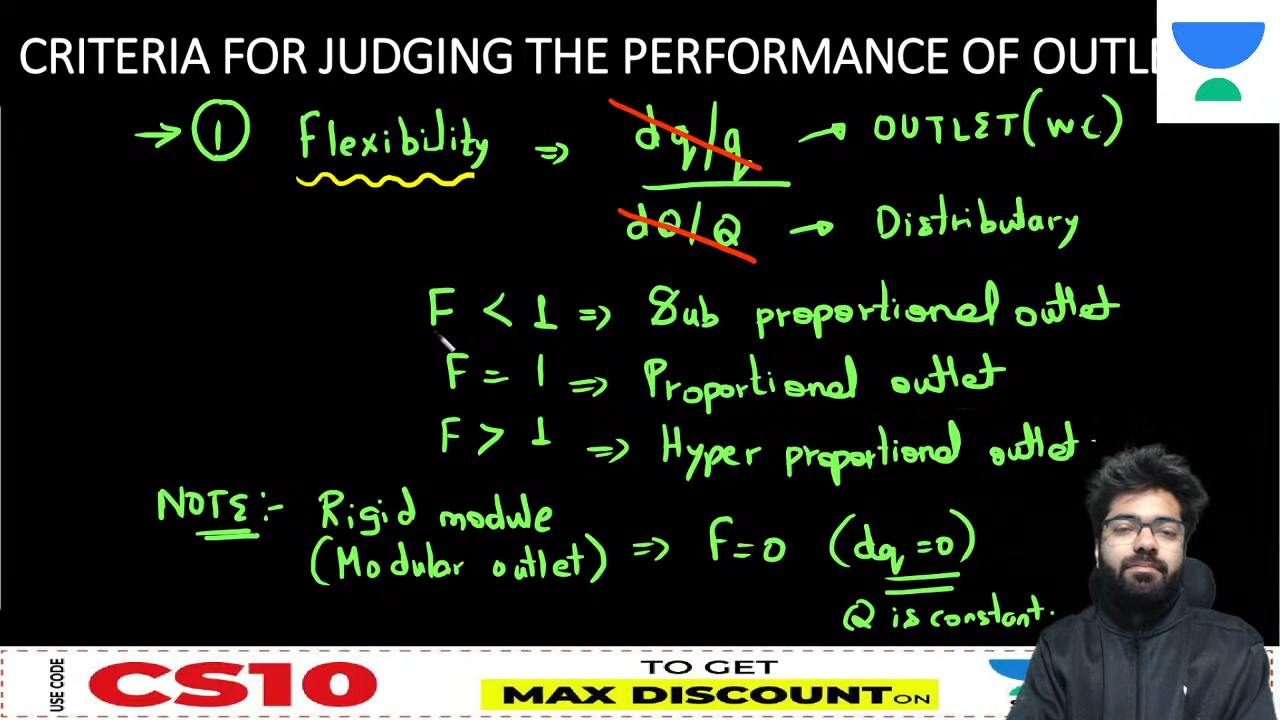 CRITERIA FOR JUDGING THE PERFORMANCE OF OUTLE
→ 1 Flexibility ⇒ dq/q → OUTLET (WC)
dQ/Q → Distributary
F < 1 ⇒ Sub proportional outlet
F = 1 ⇒ Proportional outlet
F > 1 ⇒ Hyper proportional outlet.
NOTE:- Rigid module
(Modular outlet) ⇒ F=0 (dq=0)
Q is constant.
USE CODE CS10 TO GET
MAX DISCOUNT ON